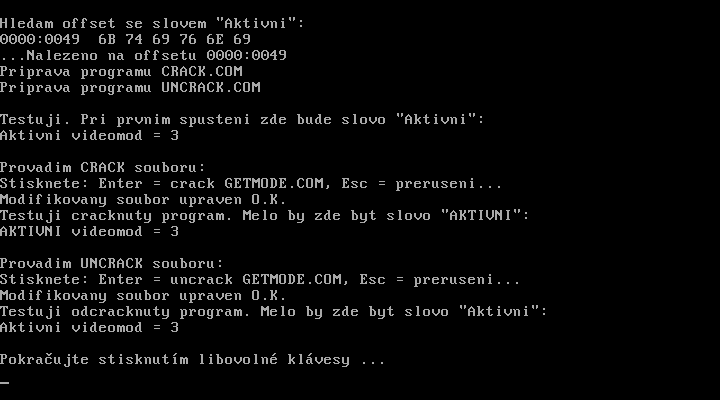 Hledam offset se slovem "Aktivni":
0000:0049  6B 74 69 76 6E 69
...Nalezeno na offsetu 0000:0049
Priprava programu CRACK.COM
Priprava programu UNCRACK.COM
Testuji. Pri prvnim spusteni zde bude slovo "Aktivni":
Aktivni videomod = 3
Provadim CRACK souboru:
Stisknete: Enter = crack GETMODE.COM, Esc = preruseni...
Modifikovany soubor upraven O.K.
Testuji cracknuty program. Melo by zde byt slovo "AKTIVNI":
AKTIVNI videomod = 3
Provadim UNCRACK souboru:
Stisknete: Enter = uncrack GETMODE.COM, Esc = preruseni...
Modifikovany soubor upraven O.K.
Testuji odcracknuty program. Melo by zde byt slovo "Aktivni":
Aktivni videomod = 3
Pokračujte stisknutím libovolné klávesy ...